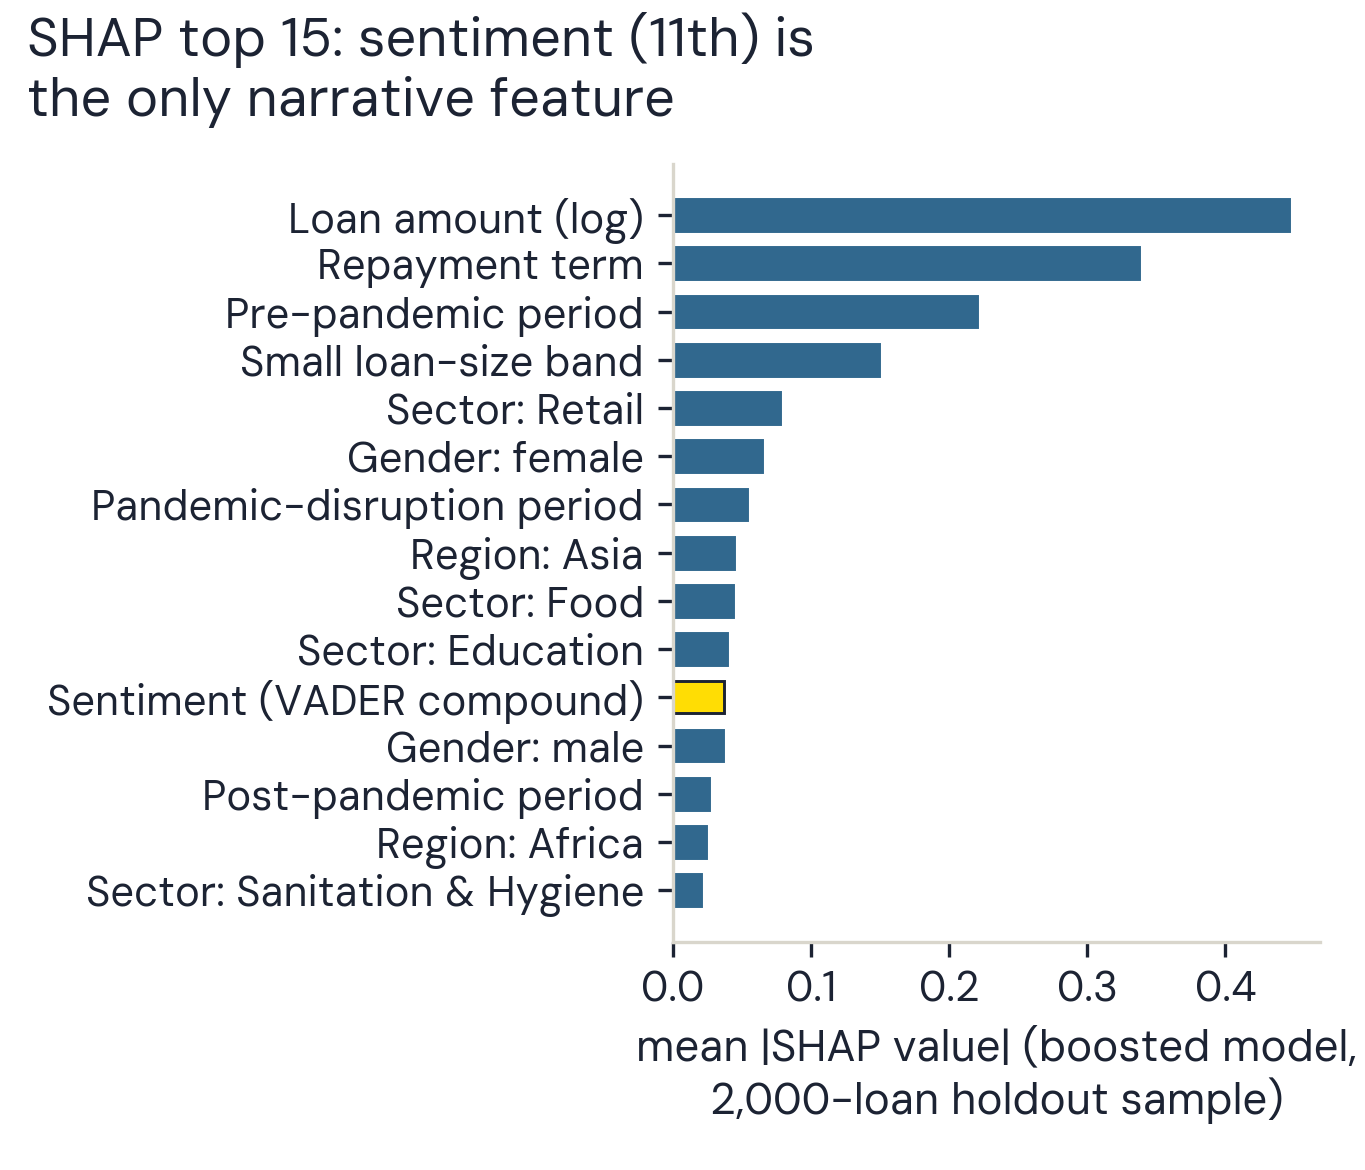 SHAP top 15: sentiment (11th) is
the only narrative feature
Loan amount (log)
Repayment term
Pre-pandemic period
Small loan-size band
Sector: Retail
Gender: female
Pandemic-disruption period
Region: Asia
Sector: Food
Sector: Education
Sentiment (VADER compound)
Gender: male
Post-pandemic period
Region: Africa
Sector: Sanitation & Hygiene
0.0 0.1 0.2 0.3 0.4
mean |SHAP value| (boosted model,
2,000-loan holdout sample)